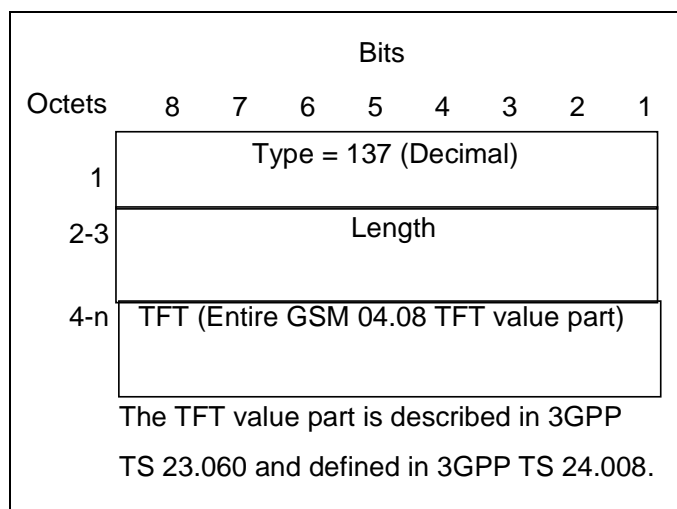 Bits
Octets 8 7 6 5 4 3 2 1
1 Type = 137 (Decimal)
2-3 Length
4-n TFT (Entire GSM 04.08 TFT value part)
The TFT value part is described in 3GPP
TS 23.060 and defined in 3GPP TS 24.008.